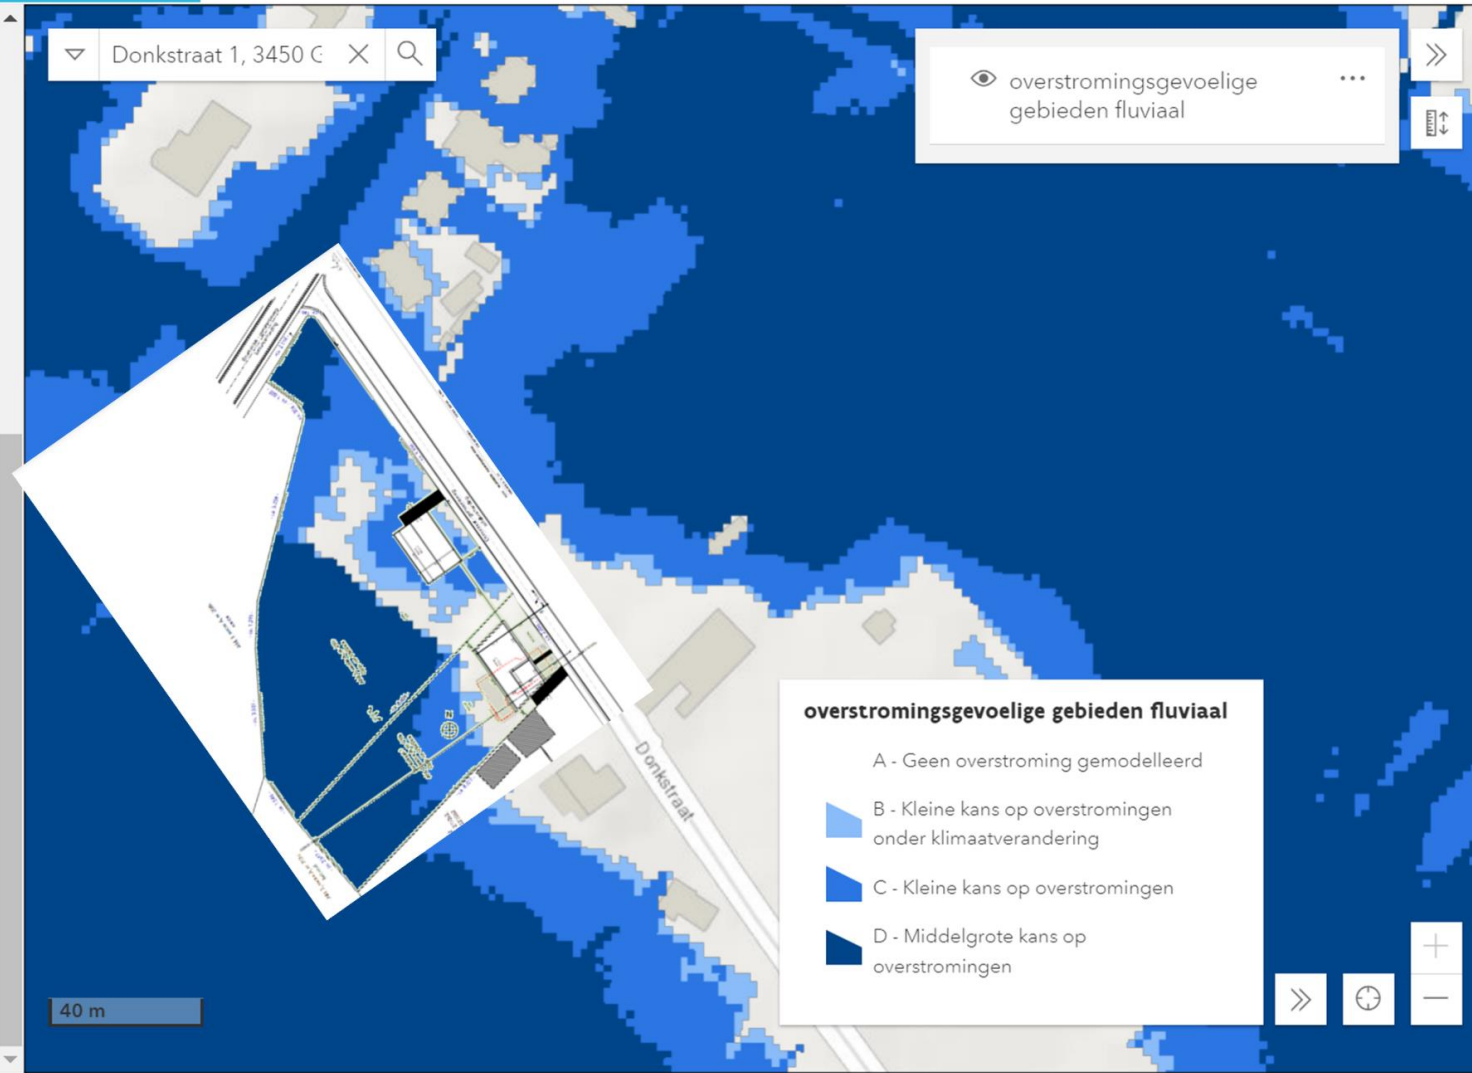 Donkstraat 1, 3450 G
overstromingsgevoelige
gebieden fluviaal
Donkstraat
overstromingsgevoelige gebieden fluviaal
A - Geen overstroming gemodelleerd
B - Kleine kans op overstromingen
onder klimaatverandering
C - Kleine kans op overstromingen
D - Middelgrote kans op
overstromingen
40 m